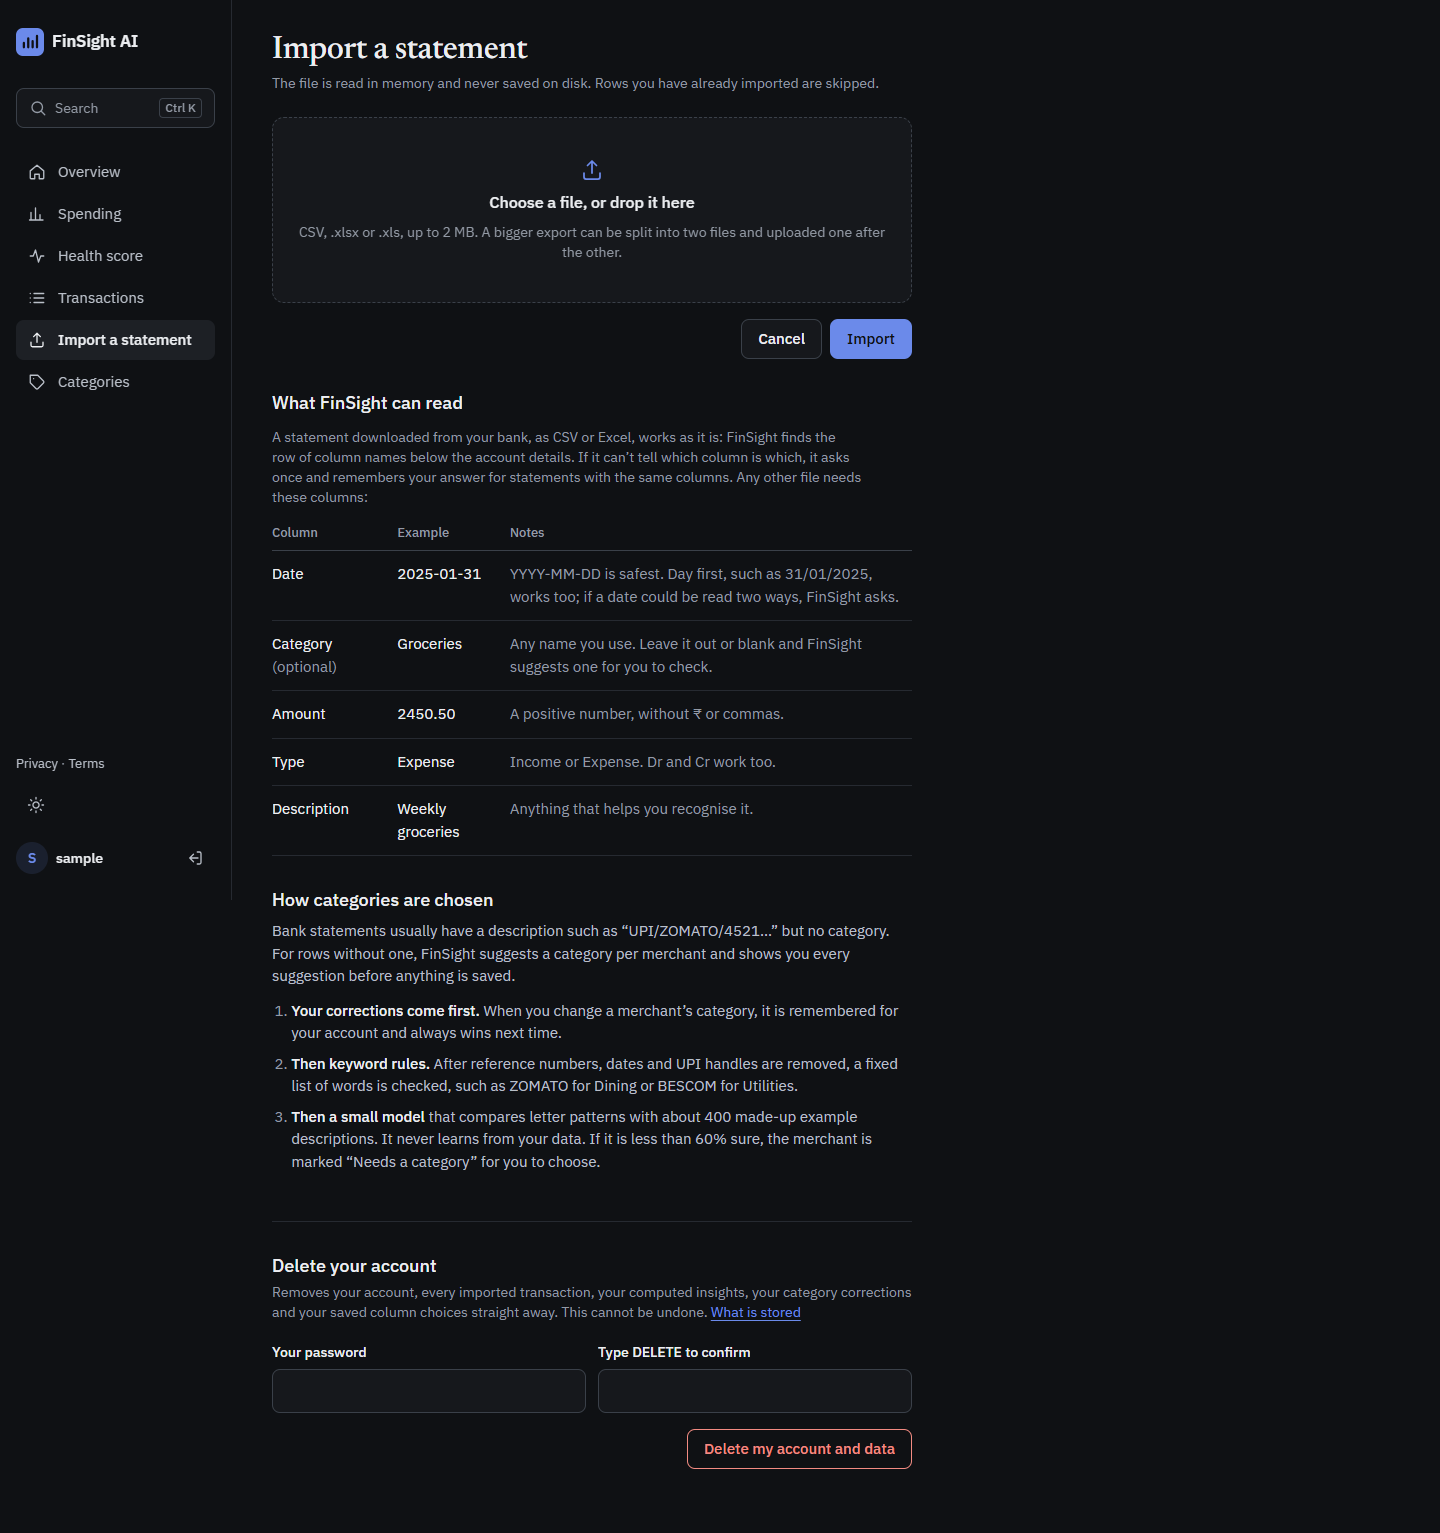 FinSight AI
Search
Ctrl K
Overview
Spending
Health score
Transactions
Import a statement
Categories
Privacy · Terms
S
sample
Import a statement
The file is read in memory and never saved on disk. Rows you have already imported are skipped.
Choose a file, or drop it here
CSV, .xlsx or .xls, up to 2 MB. A bigger export can be split into two files and uploaded one after
the other.
Cancel
Import
What FinSight can read
A statement downloaded from your bank, as CSV or Excel, works as it is: FinSight finds the
row of column names below the account details. If it can’t tell which column is which, it asks
once and remembers your answer for statements with the same columns. Any other file needs
these columns:
Column Example Notes
Date 2025-01-31 YYYY-MM-DD is safest. Day first, such as 31/01/2025,
works too; if a date could be read two ways, FinSight asks.
Category Groceries Any name you use. Leave it out or blank and FinSight
(optional) suggests one for you to check.
Amount 2450.50 A positive number, without ₹ or commas.
Type Expense Income or Expense. Dr and Cr work too.
Description Weekly Anything that helps you recognise it.
groceries
How categories are chosen
Bank statements usually have a description such as “UPI/ZOMATO/4521…” but no category.
For rows without one, FinSight suggests a category per merchant and shows you every
suggestion before anything is saved.
1. Your corrections come first. When you change a merchant’s category, it is remembered for
your account and always wins next time.
2. Then keyword rules. After reference numbers, dates and UPI handles are removed, a fixed
list of words is checked, such as ZOMATO for Dining or BESCOM for Utilities.
3. Then a small model that compares letter patterns with about 400 made-up example
descriptions. It never learns from your data. If it is less than 60% sure, the merchant is
marked “Needs a category” for you to choose.
Delete your account
Removes your account, every imported transaction, your computed insights, your category corrections
and your saved column choices straight away. This cannot be undone. What is stored
Your password
Type DELETE to confirm
Delete my account and data